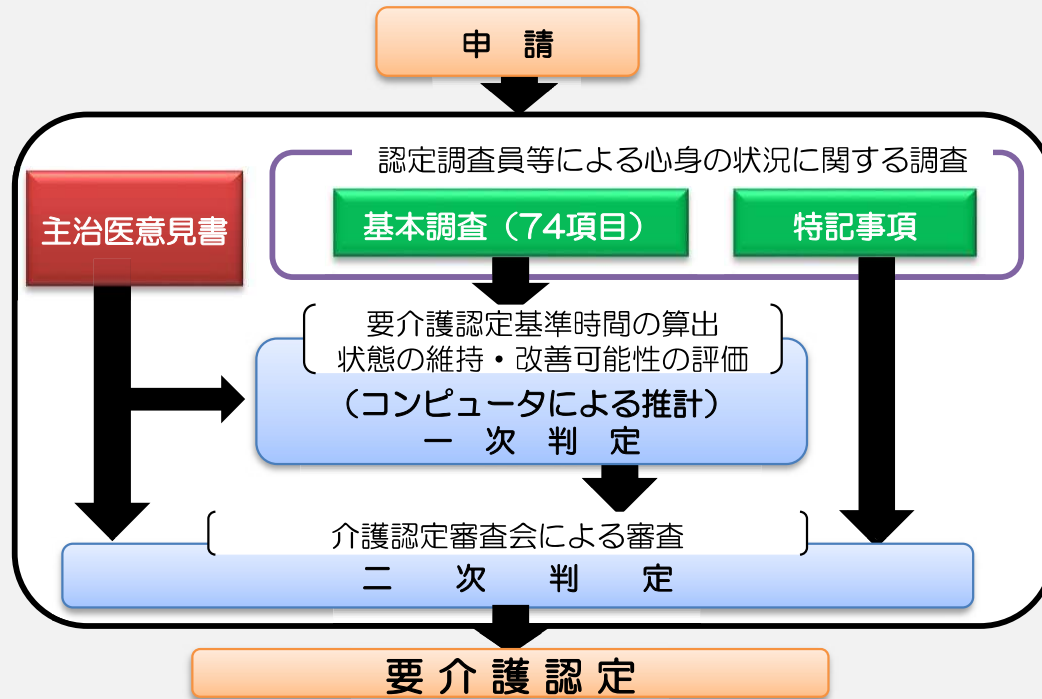 申 請
認定調査員等による心身の状況に関する調査
主治医意見書
基本調査（74項目）
特記事項
要介護認定基準時間の算出
状態の維持・改善可能性の評価
（コンピュータによる推計）
一 次 判 定
介護認定審査会による審査
二 次 判 定
要介護認定